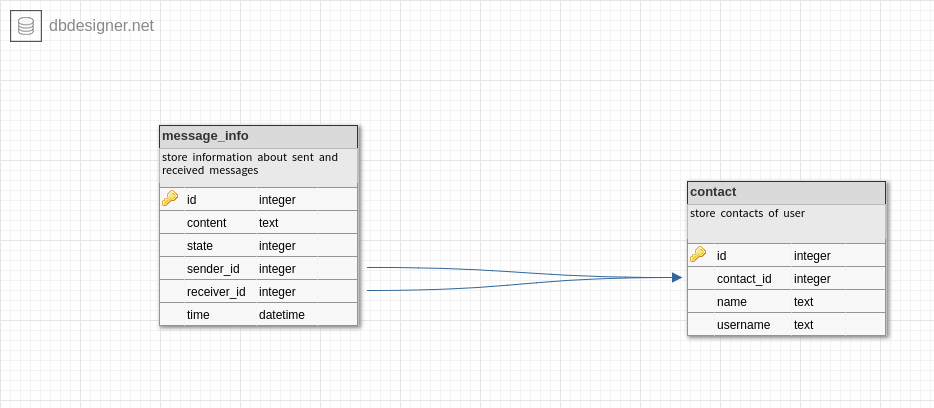 dbdesigner.net
message_info
store information about sent and
received messages
id integer
content text
state integer
sender_id integer
receiver_id integer
time datetime
contact
store contacts of user
id integer
contact_id integer
name text
username text